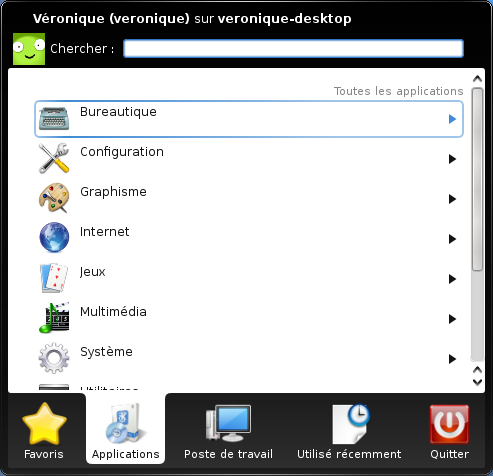 Véronique (veronique) sur veronique-desktop
Chercher :
Toutes les applications
Bureautique
Configuration
Graphisme
Internet
Jeux
Multimédia
Système
Utilitaires
Favoris
Applications
Poste de travail
Utilisé récemment
Quitter